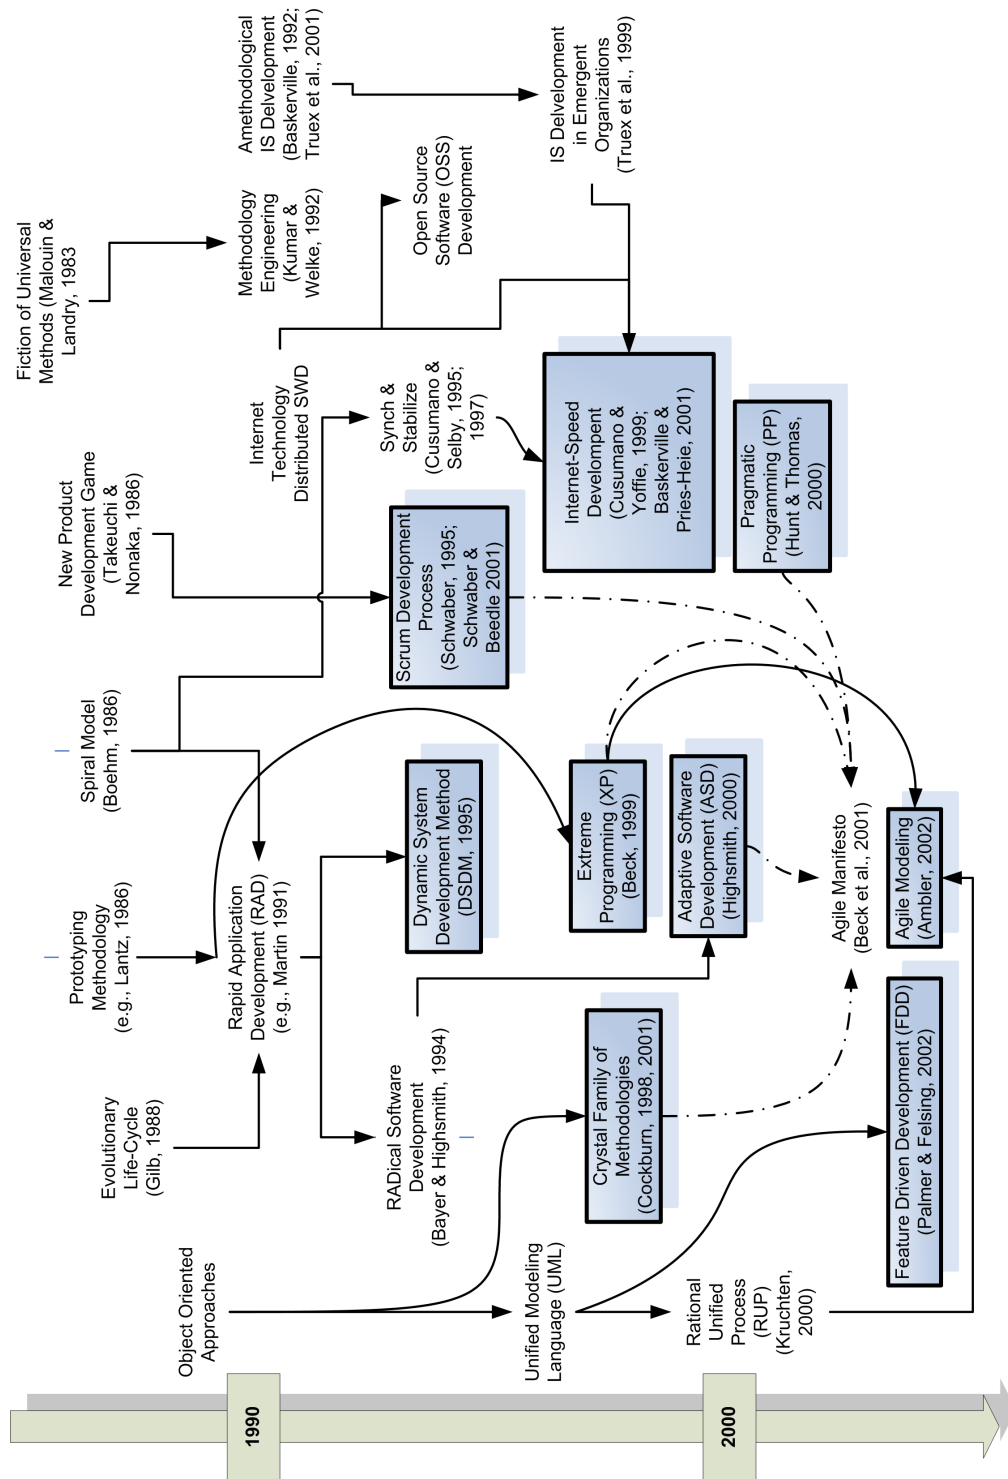 Fiction of Universal
Methods (Malouin &
Landry, 1983
Amethodological
IS Delvelopment
(Baskerville, 1992;
Truex et al., 2001)
Methodology
Engineering
(Kumar &
Welke, 1992)
New Product
Development Game
(Takeuchi &
Nonaka, 1986)
Spiral Model
(Boehm, 1986)
Prototyping
Methodology
(e.g., Lantz, 1986)
Evolutionary
Life-Cycle
(Gilb, 1988)
Object Oriented
Approaches
1990
Internet
Technology
Distributed SWD
Rapid Application
Development (RAD)
(e.g., Martin 1991)
Open Source
Software (OSS)
Development
Synch &
Stabilize
(Cusumano &
Selby, 1995;
1997)
Scrum Development
Process
(Schwaber, 1995;
Schwaber &
Beedle 2001)
Dynamic System
Development Method
(DSDM, 1995)
RADical Software
Development
(Bayer & Highsmith, 1994)
IS Delvelopment
in Emergent
Organizations
(Truex et al., 1999)
Internet-Speed
Develompent
(Cusumano &
Yoffie, 1999;
Baskerville &
Pries-Heie, 2001)
Extreme
Programming (XP)
(Beck, 1999)
Crystal Family of
Methodologies
(Cockburn, 1998, 2001)
Unified Modeling
Language (UML)
Pragmatic
Programming (PP)
(Hunt & Thomas,
2000)
Adaptive Software
Development (ASD)
(Highsmith, 2000)
Rational
Unified
Process
(RUP)
(Kruchten,
2000)
2000
Agile Manifesto
(Beck et al., 2001)
Agile Modeling
(Ambler, 2002)
Feature Driven Development (FDD)
(Palmer & Felsing, 2002)